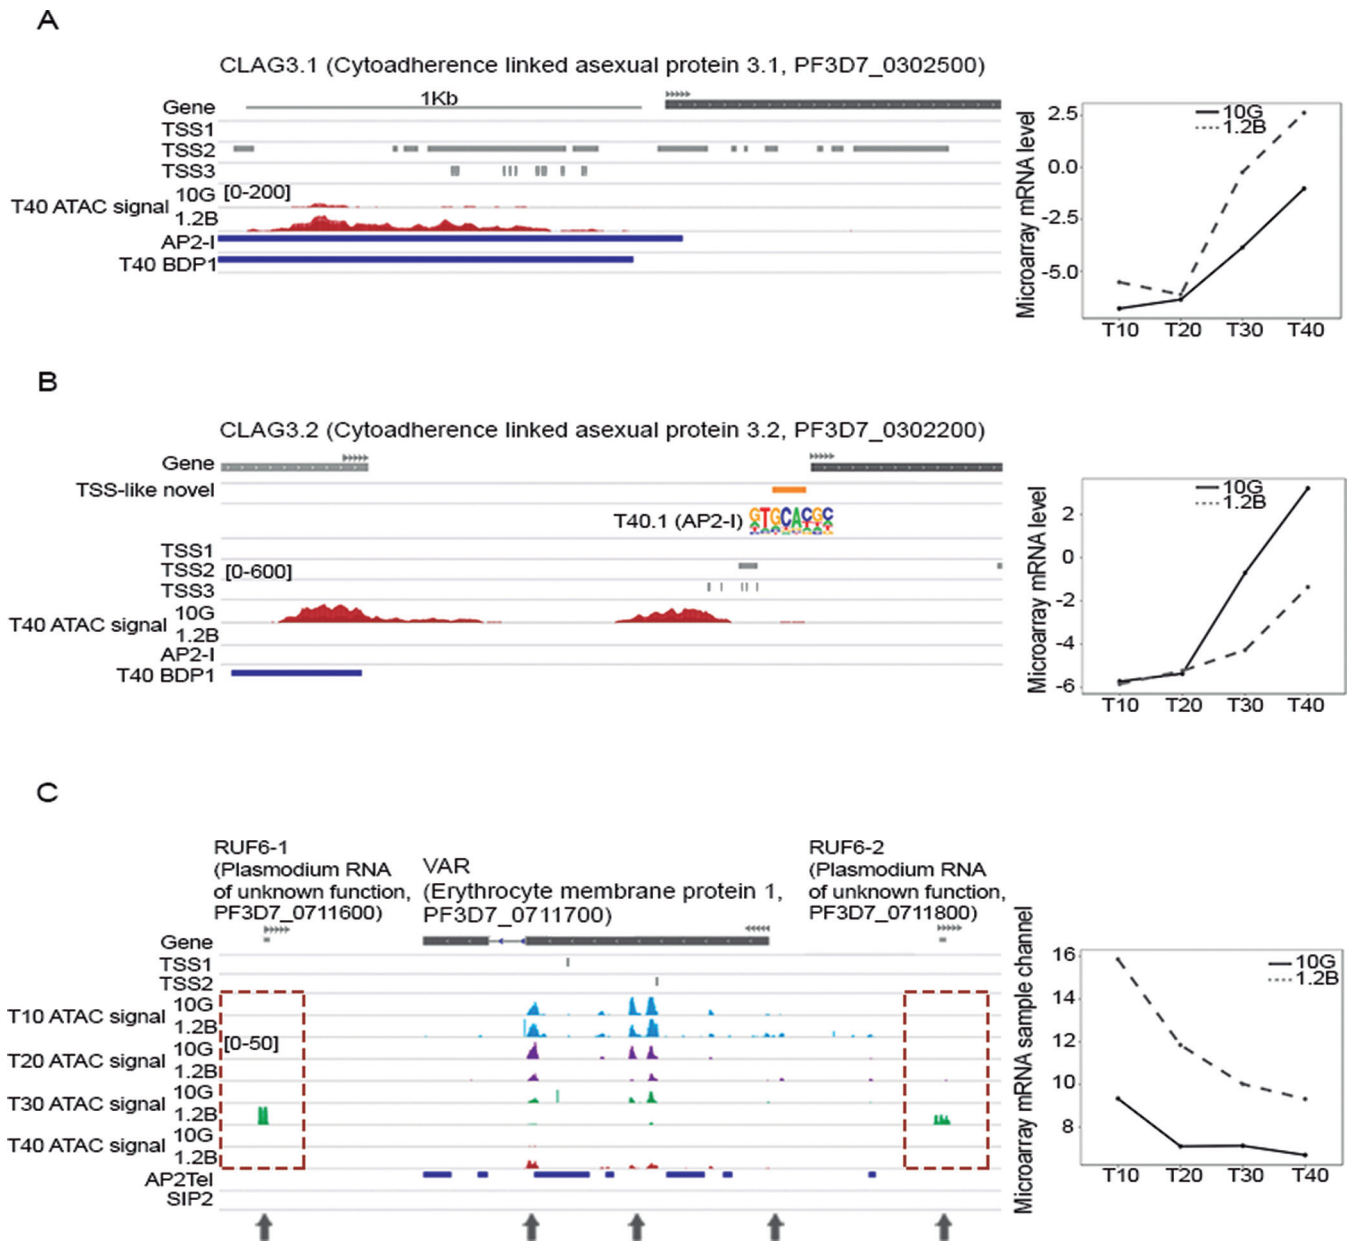 A
CLAG3.1 (Cytoadherence linked asexual protein 3.1, PF3D7_0302500)
Gene
1Kb
TSS1
TSS2
TSS3
T40 ATAC signal
10G
[0-200]
1.2B
AP2-I
T40 BDP1
Microarray mRNA level
2.5
0.0
-2.5
-5.0
10G
1.2B
T10 T20 T30 T40
B
CLAG3.2 (Cytoadherence linked asexual protein 3.2, PF3D7_0302200)
Gene
TSS-like novel
T40.1 (AP2-I)
GTGCACGC
TSS1
TSS2
[0-600]
TSS3
T40 ATAC signal
10G
1.2B
AP2-I
T40 BDP1
Microarray mRNA level
2
0
-2
-4
-6
10G
1.2B
T10 T20 T30 T40
C
RUF6-1
(Plasmodium RNA
of unknown function,
PF3D7_0711600)
VAR
(Erythrocyte membrane protein 1,
PF3D7_0711700)
RUF6-2
(Plasmodium RNA
of unknown function,
PF3D7_0711800)
Gene
TSS1
TSS2
T10 ATAC signal
10G
1.2B
[0-50]
T20 ATAC signal
10G
1.2B
T30 ATAC signal
10G
1.2B
T40 ATAC signal
10G
1.2B
AP2Tel
SIP2
Microarray mRNA sample channel
16
14
12
10
8
10G
1.2B
T10 T20 T30 T40